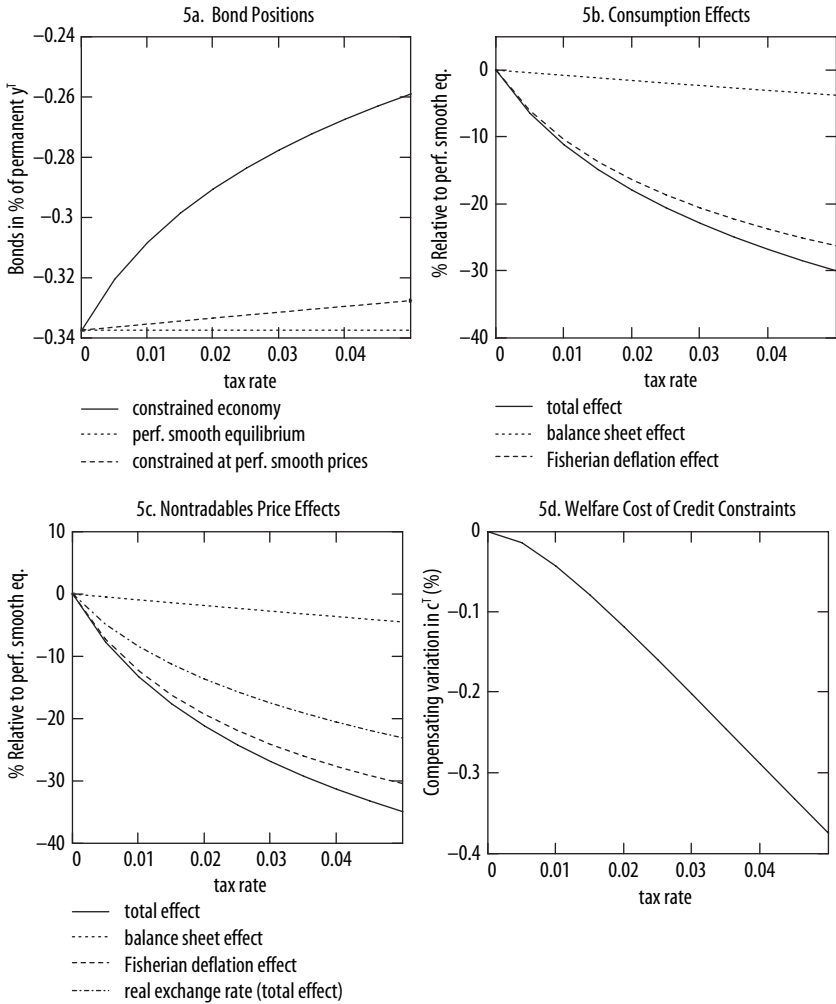 5a. Bond Positions
Bonds in % of permanent yᵀ
−0.24
−0.26
−0.28
−0.3
−0.32
−0.34
0 0.01 0.02 0.03 0.04
tax rate
constrained economy
perf. smooth equilibrium
constrained at perf. smooth prices
5b. Consumption Effects
% Relative to perf. smooth eq.
0
−10
−20
−30
−40
0 0.01 0.02 0.03 0.04
tax rate
total effect
balance sheet effect
Fisherian deflation effect
5c. Nontradables Price Effects
% Relative to perf. smooth eq.
10
0
−10
−20
−30
−40
0 0.01 0.02 0.03 0.04
tax rate
total effect
balance sheet effect
Fisherian deflation effect
real exchange rate (total effect)
5d. Welfare Cost of Credit Constraints
Compensating variation in cᵀ (%)
0
−0.1
−0.2
−0.3
−0.4
0 0.01 0.02 0.03 0.04
tax rate